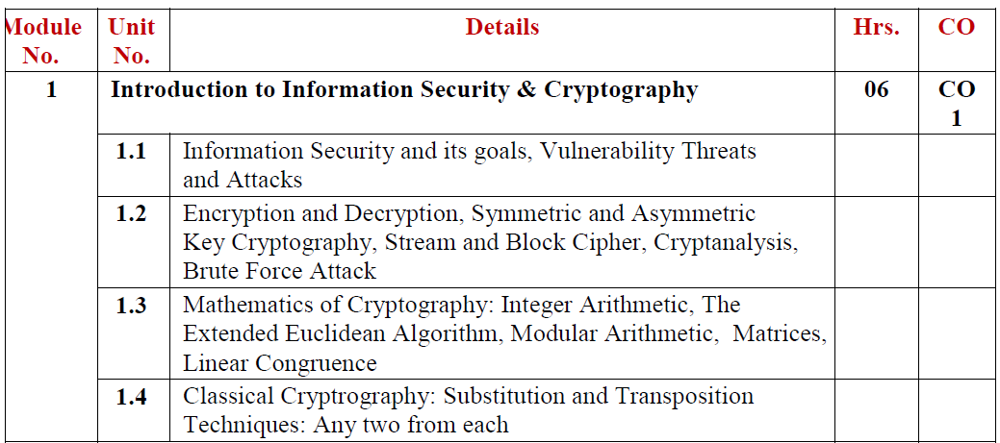 Module Unit Details Hrs. CO
No. No.
1 Introduction to Information Security & Cryptography 06 CO
1
1.1 Information Security and its goals, Vulnerability Threats
and Attacks
1.2 Encryption and Decryption, Symmetric and Asymmetric
Key Cryptography, Stream and Block Cipher, Cryptanalysis,
Brute Force Attack
1.3 Mathematics of Cryptography: Integer Arithmetic, The
Extended Euclidean Algorithm, Modular Arithmetic, Matrices,
Linear Congruence
1.4 Classical Cryptrography: Substitution and Transposition
Techniques: Any two from each